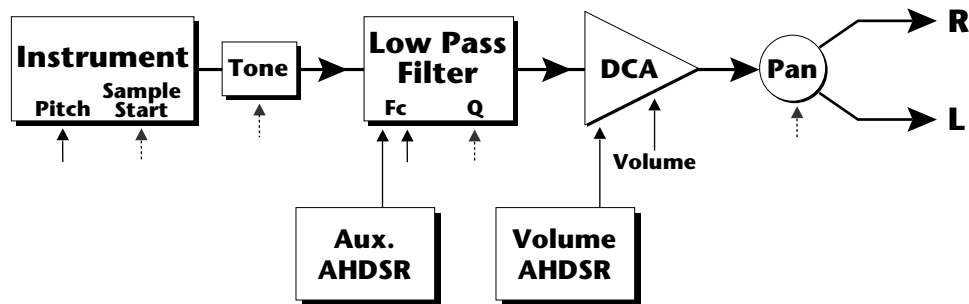 Instrument
Pitch
Sample
Start
Tone
Low Pass
Filter
Fc
Q
DCA
Volume
Pan
R
L
Aux.
AHDSR
Volume
AHDSR